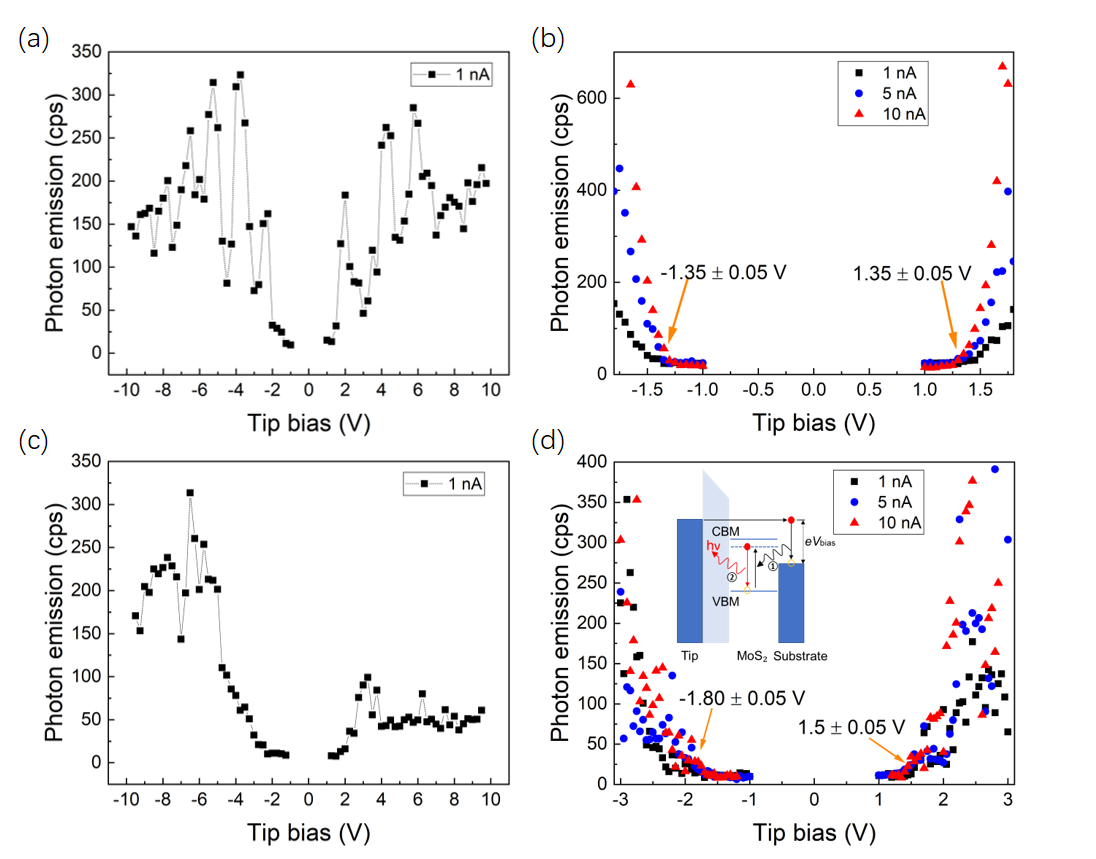 (a)
350
300
250
200
150
100
50
0
Photon emission (cps)
1 nA
-10 -8 -6 -4 -2 0 2 4 6 8 10
Tip bias (V)
(b)
600
400
200
0
Photon emission (cps)
1 nA
5 nA
10 nA
-1.35 ± 0.05 V
1.35 ± 0.05 V
-1.5 -1.0 -0.5 0.0 0.5 1.0 1.5
Tip bias (V)
(c)
350
300
250
200
150
100
50
0
Photon emission (cps)
1 nA
-10 -8 -6 -4 -2 0 2 4 6 8 10
Tip bias (V)
(d)
400
350
300
250
200
150
100
50
0
Photon emission (cps)
1 nA
5 nA
10 nA
CBM
hν
eVbias
①
②
VBM
Tip MoS₂ Substrate
-1.80 ± 0.05 V
1.5 ± 0.05 V
-3 -2 -1 0 1 2 3
Tip bias (V)